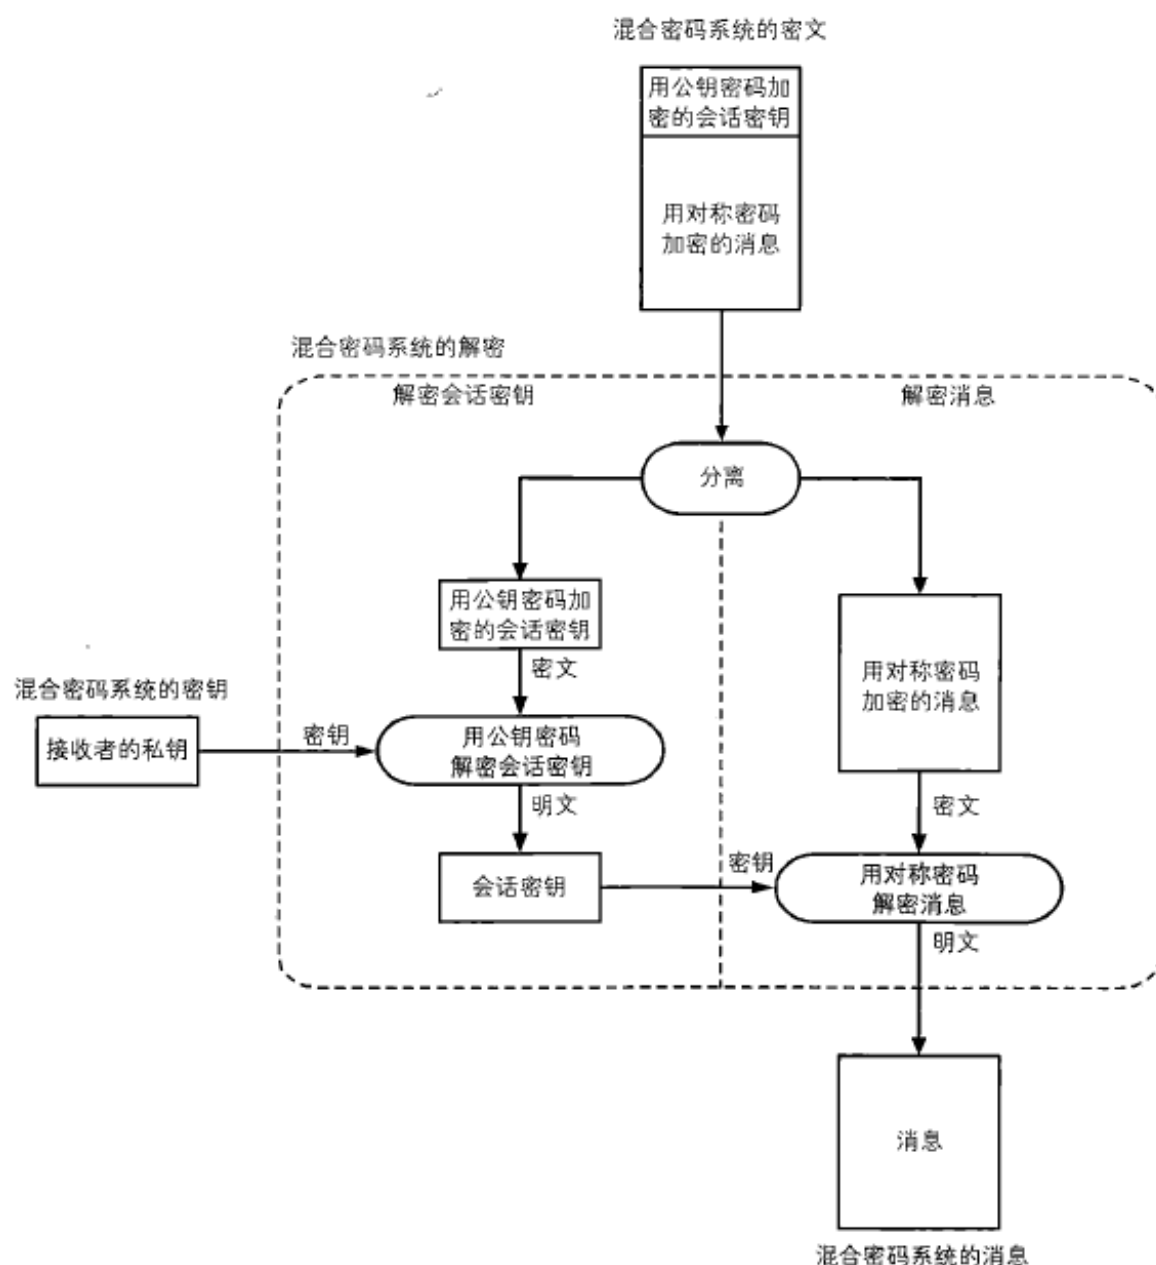 混合密码系统的密文
用公钥密码加
密的会话密钥
用对称密码
加密的消息
混合密码系统的解密
解密会话密钥
解密消息
分离
用公钥密码加
密的会话密钥
密文
用对称密码
加密的消息
混合密码系统的密钥
接收者的私钥
密钥
用公钥密码
解密会话密钥
明文
密文
会话密钥
密钥
用对称密码
解密消息
明文
消息
混合密码系统的消息